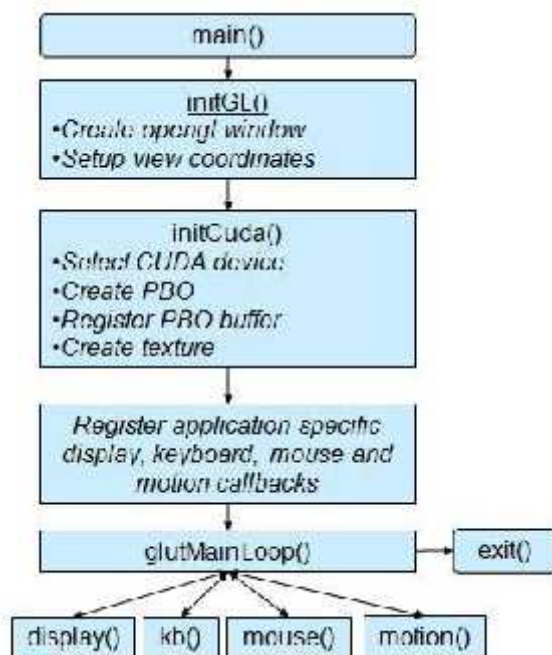 main()
initGL()
•Create opengl window
•Setup view coordinates
initCuda()
•Select CUDA device
•Create PBO
•Register PBO buffer
•Create texture
Register application specific
display, keyboard, mouse and
motion callbacks
glutMainLoop()
exit()
display()
kb()
mouse()
motion()